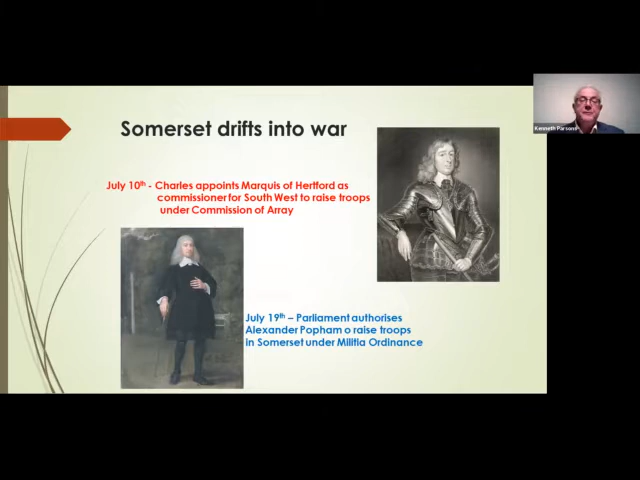 Somerset drifts into war
July 10th - Charles appoints Marquis of Hertford as
commissioner for South West to raise troops
under Commission of Array
July 19th – Parliament authorises
Alexander Popham o raise troops
in Somerset under Militia Ordinance
Kenneth Parsons